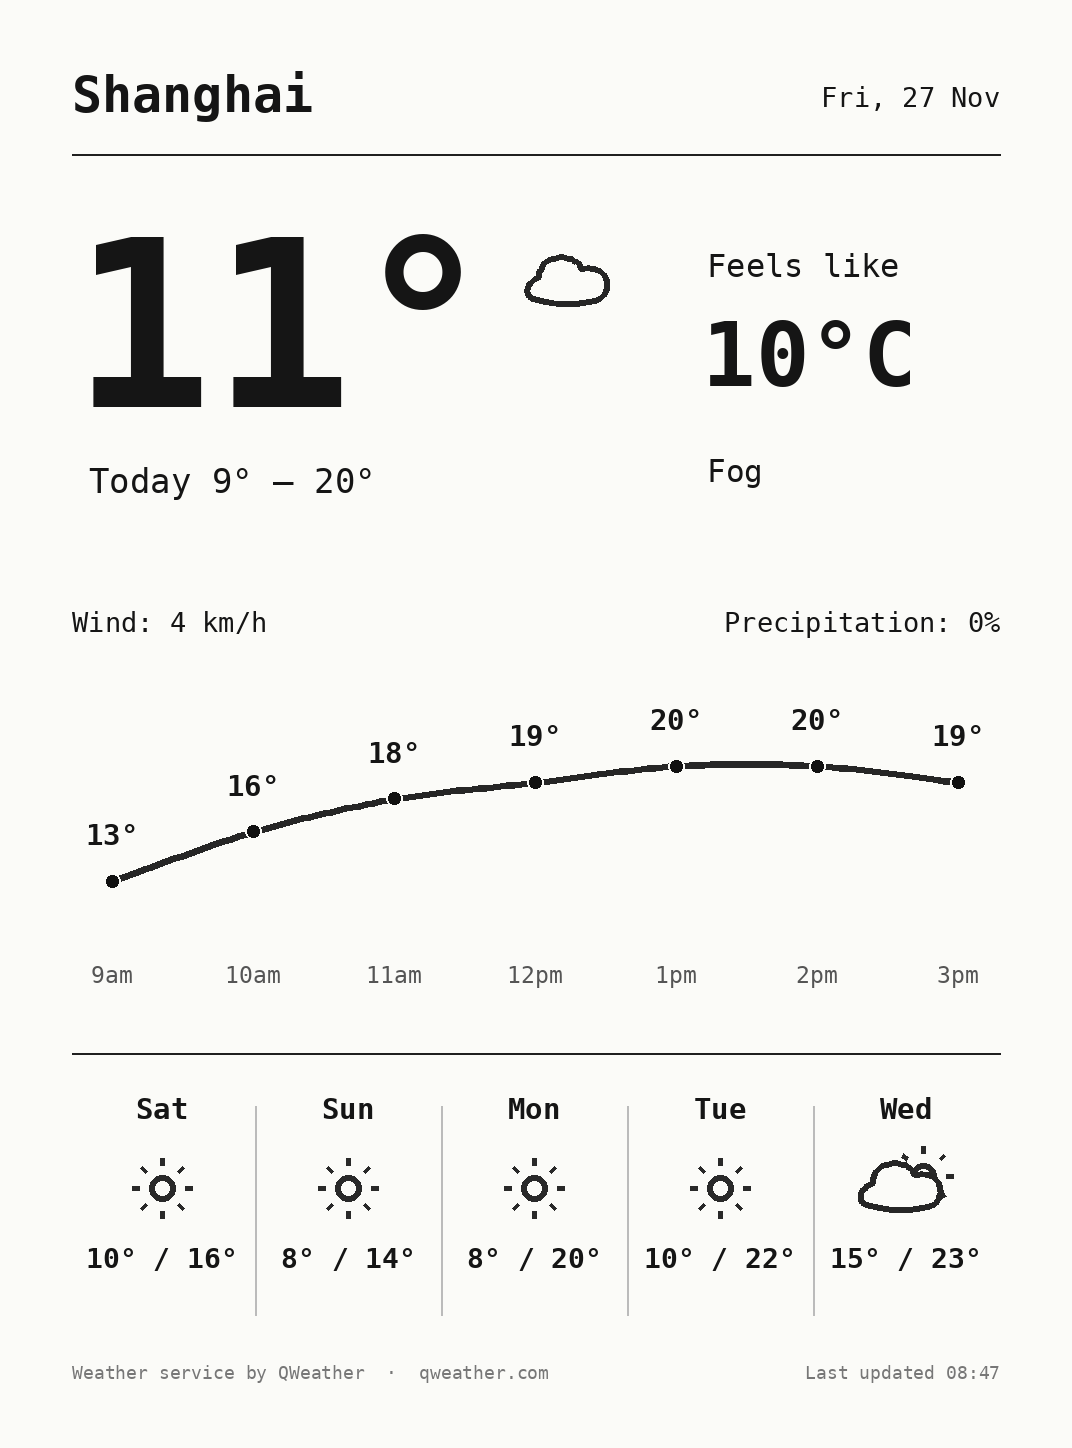 Shanghai
Fri, 27 Nov
11°
Feels like
10°C
Today 9° — 20°
Fog
Wind: 4 km/h
Precipitation: 0%
13° 16° 18° 19° 20° 20° 19°
9am 10am 11am 12pm 1pm 2pm 3pm
Sat Sun Mon Tue Wed
10° / 16° 8° / 14° 8° / 20° 10° / 22° 15° / 23°
Weather service by QWeather · qweather.com
Last updated 08:47